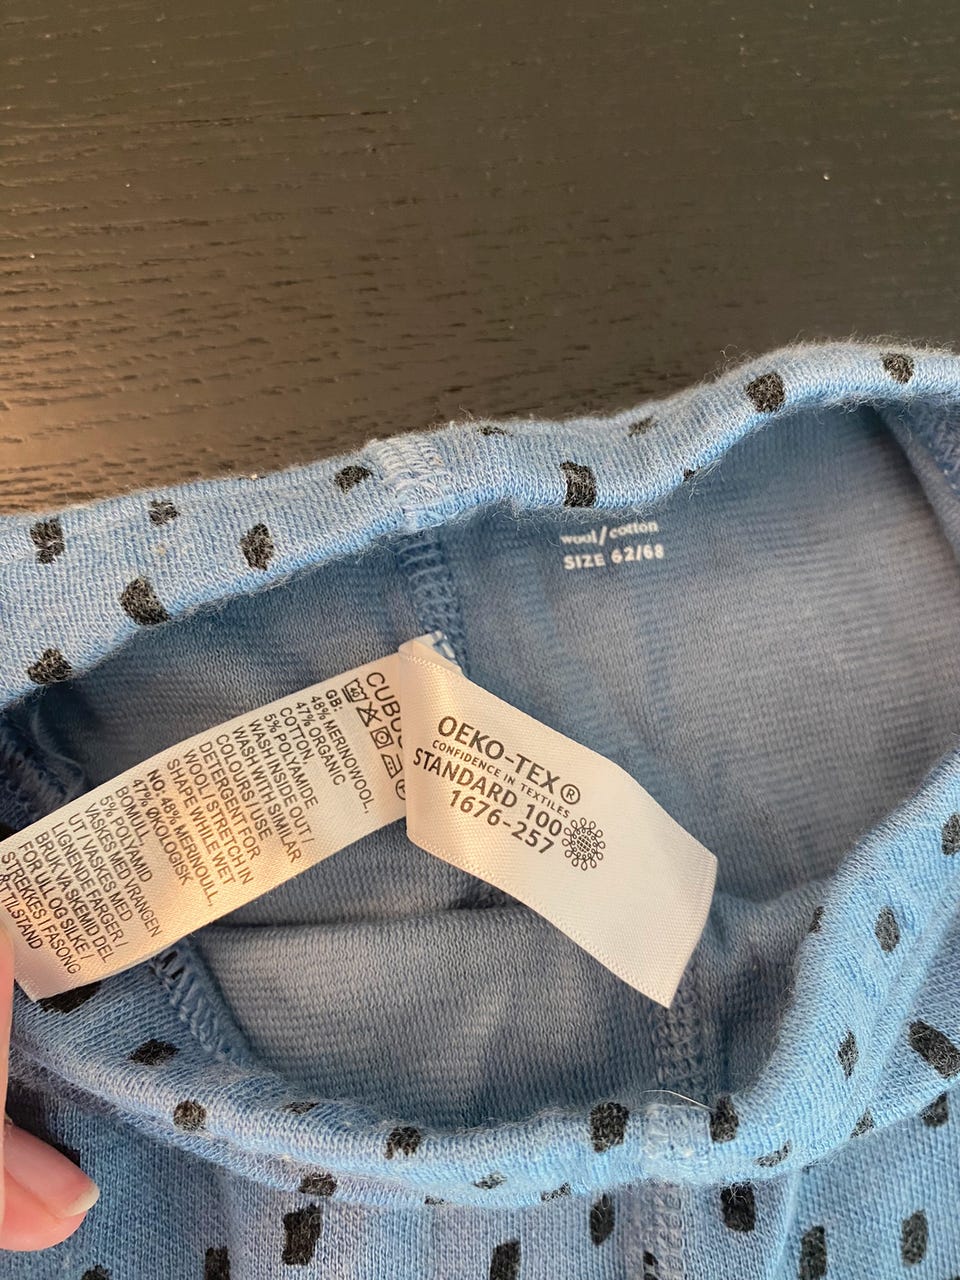 wool/cotton
SIZE 62/68
CUBUS
GB:
48% MERINOWOOL,
47% ORGANIC
COTTON,
5% POLYAMIDE
WASH INSIDE OUT /
WASH WITH SIMILAR
COLOURS / USE
DETERGENT FOR
WOOL / STRETCH IN
SHAPE WHILE WET
NO: 48% MERINOULL,
47% ØKOLOGISK
BOMULL,
5% POLYAMID
VASKES MED VRANGEN
UT / VASKES MED
LIGNENDE FARGER /
BRUK VASKEMIDDEL
FOR ULL OG SILKE /
STREKKES I FASONG
TILSTAND
OEKO-TEX®
CONFIDENCE IN TEXTILES
STANDARD 100
1676-257